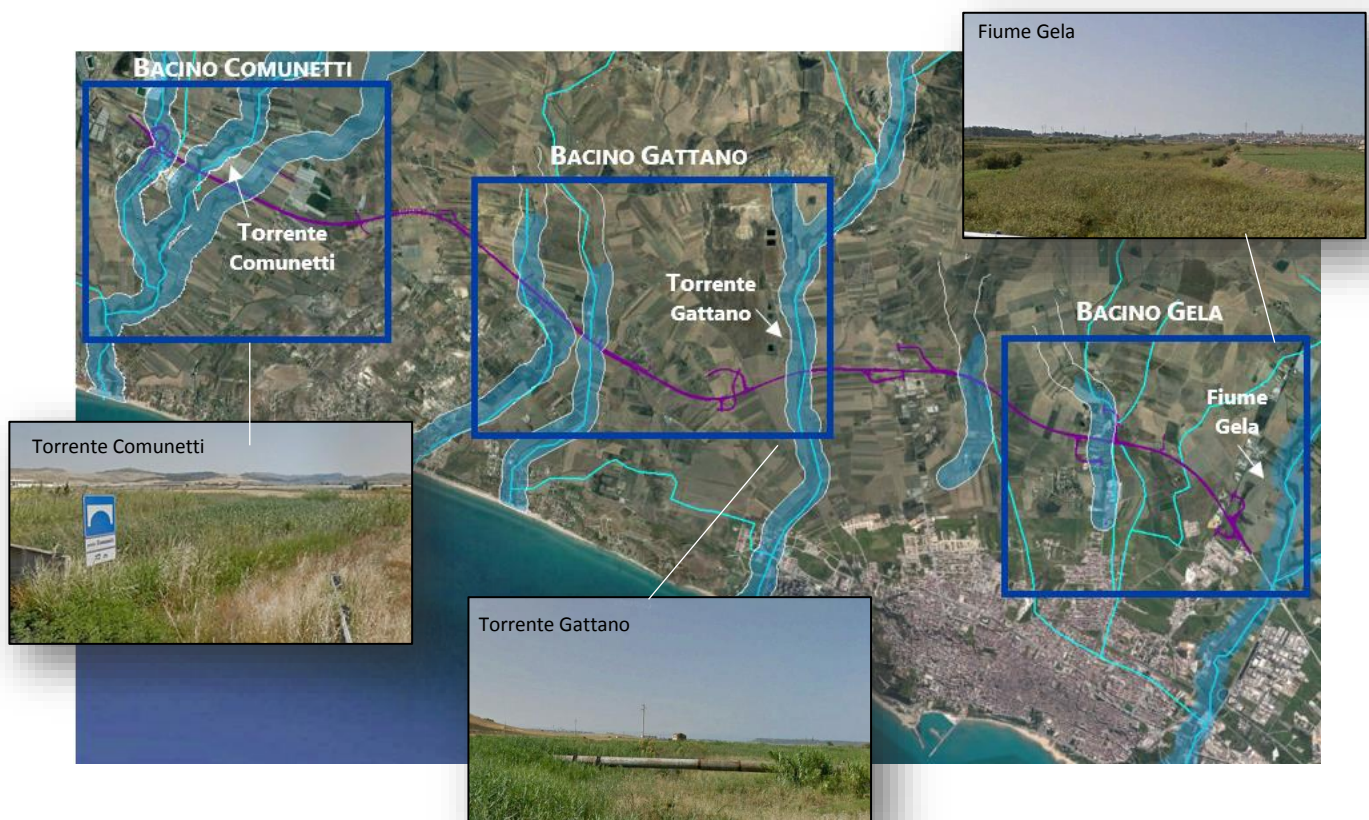 Fiume Gela
BACINO COMUNETTI
BACINO GATTANO
Torrente
Comunetti
Torrente
Gattano
BACINO GELA
Fiume
Gela
Torrente Comunetti
Torrente Gattano